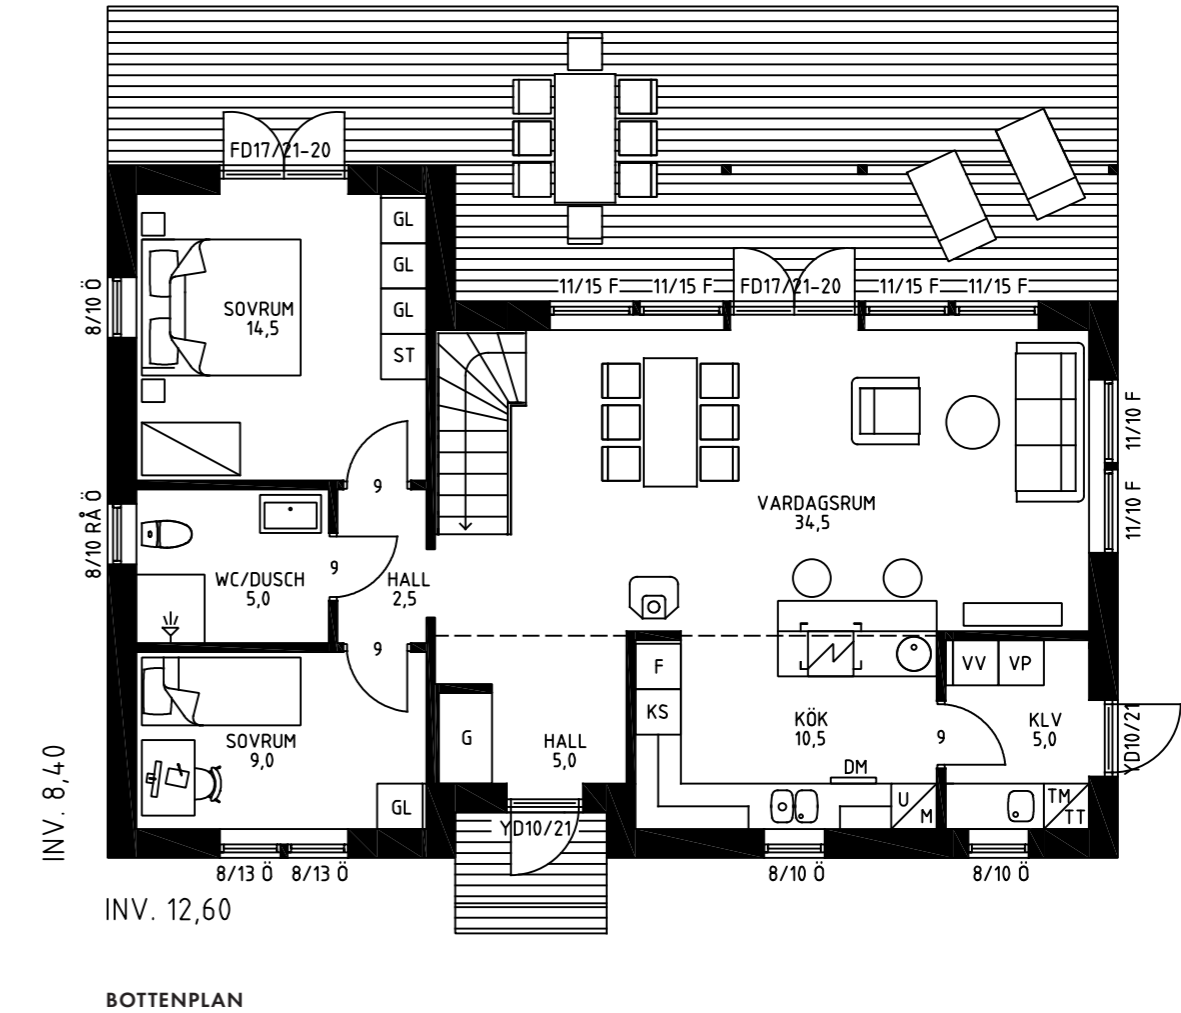 FD17/21-20
GL
GL
GL
ST
8/10 Ö
SOVRUM
14,5
11/15 F
11/15 F
FD17/21-20
11/15 F
11/15 F
11/10 F
11/10 F
9
8/10 RÅ Ö
VARDAGSRUM
34,5
WC/DUSCH
5,0
9
HALL
2,5
9
F
KS
VV
VP
SOVRUM
9,0
G
HALL
5,0
KÖK
10,5
9
KLV
5,0
YD10/21
DM
GL
U
M
TM
TT
YD10/21
8/13 Ö
8/13 Ö
8/10 Ö
8/10 Ö
INV. 8,40
INV. 12,60
BOTTENPLAN